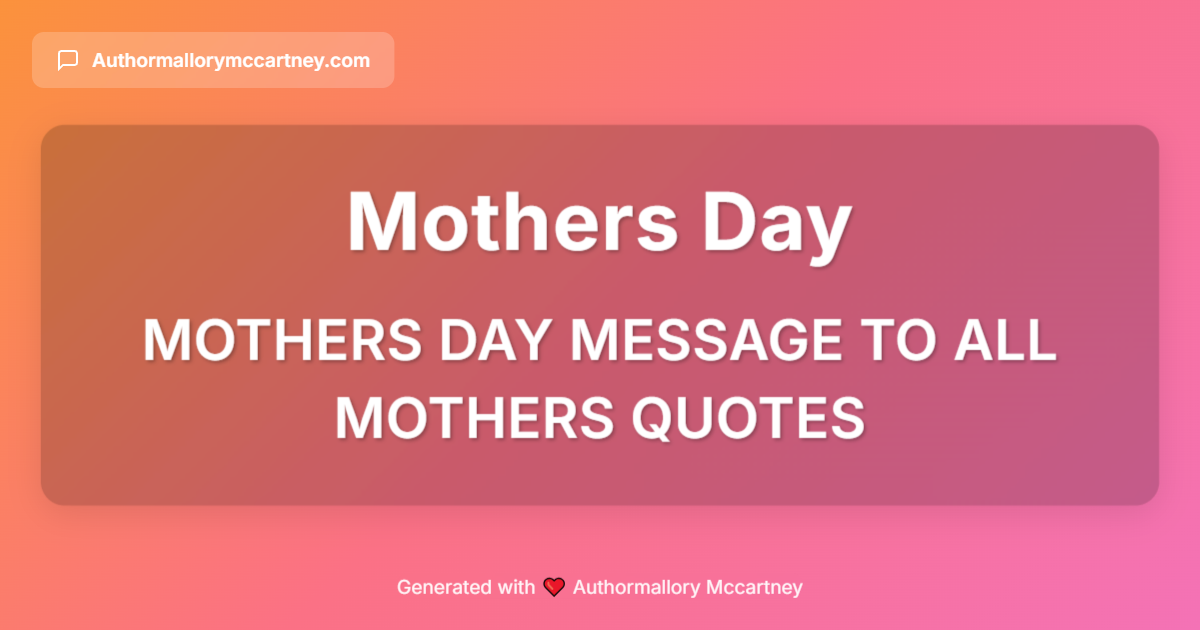 Authormallorymccartney.com
Mothers Day
MOTHERS DAY MESSAGE TO ALL
MOTHERS QUOTES
Generated with ❤️ Authormallory Mccartney